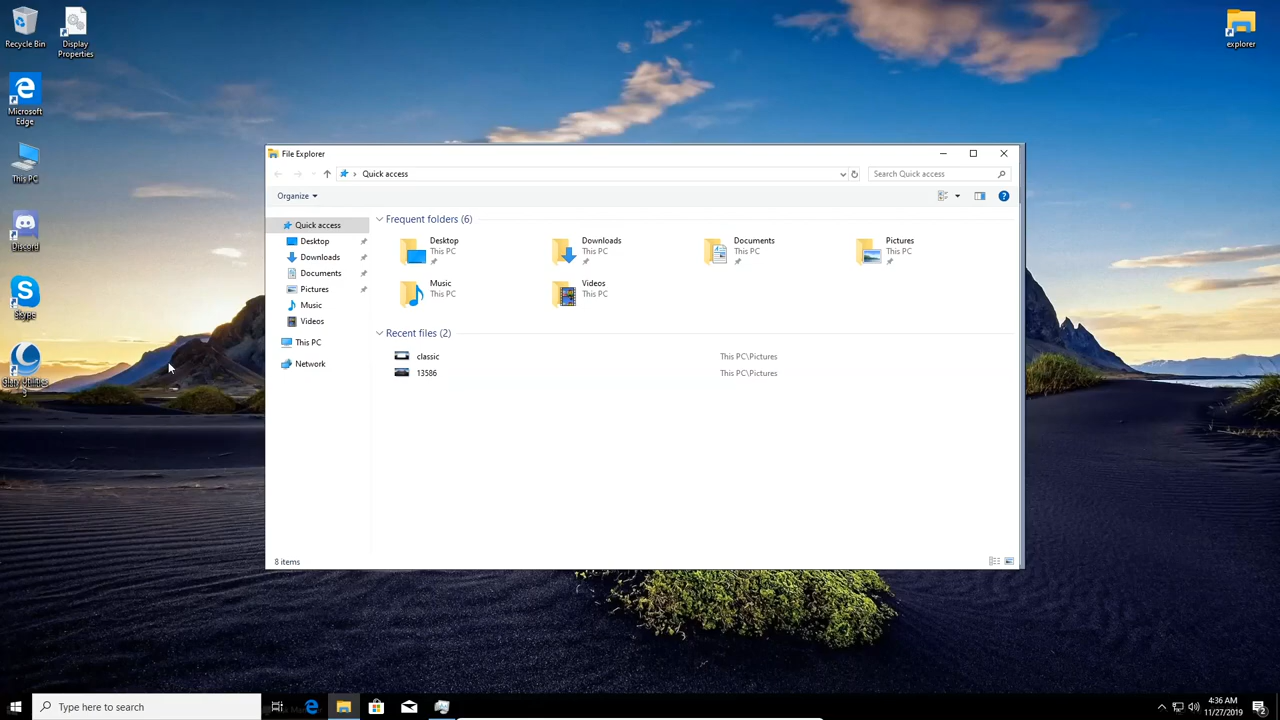 Recycle Bin
Display
Properties
explorer
Microsoft
Edge
This PC
Discord
Skype
File Explorer
Quick access
Search Quick access
Organize
Quick access
Desktop
Downloads
Documents
Pictures
Music
Videos
This PC
Network
Frequent folders (6)
Desktop
This PC
Downloads
This PC
Documents
This PC
Pictures
This PC
Music
This PC
Videos
This PC
Recent files (2)
classic This PC\Pictures
13586 This PC\Pictures
8 items
Type here to search
4:36 AM
11/27/2019
2